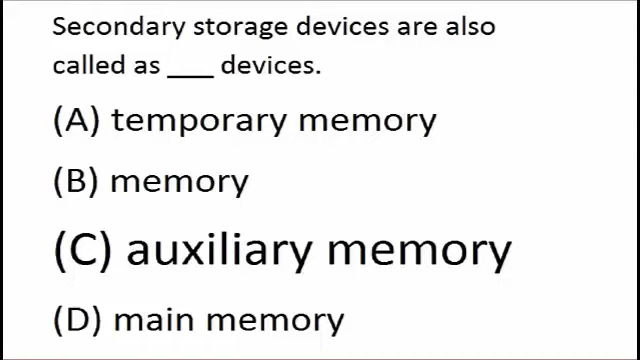 Secondary storage devices are also
called as ___ devices.
(A) temporary memory
(B) memory
(C) auxiliary memory
(D) main memory